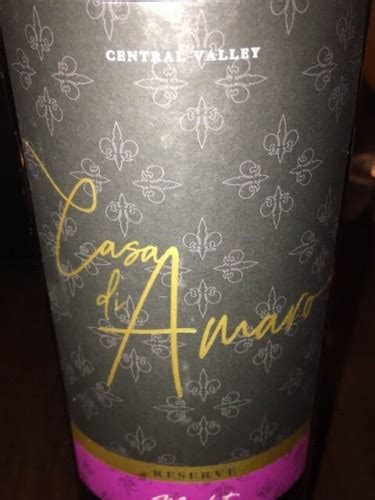 CENTRAL VALLEY
Casa
di
Amaro
RESERVE